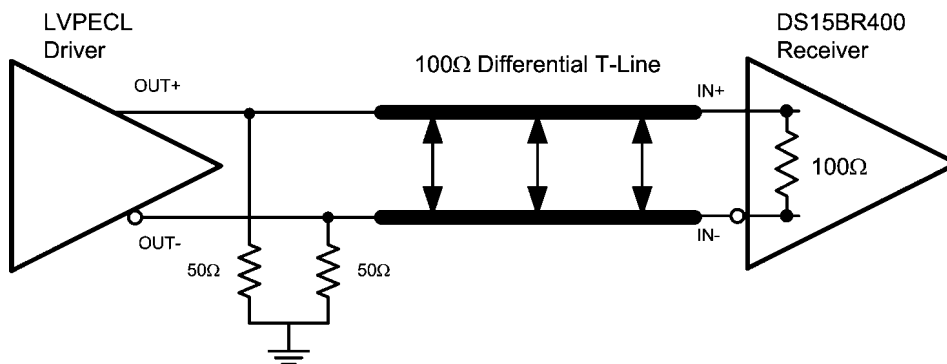 LVPECL
Driver
DS15BR400
Receiver
100Ω Differential T-Line
OUT+
IN+
100Ω
OUT-
IN-
50Ω
50Ω